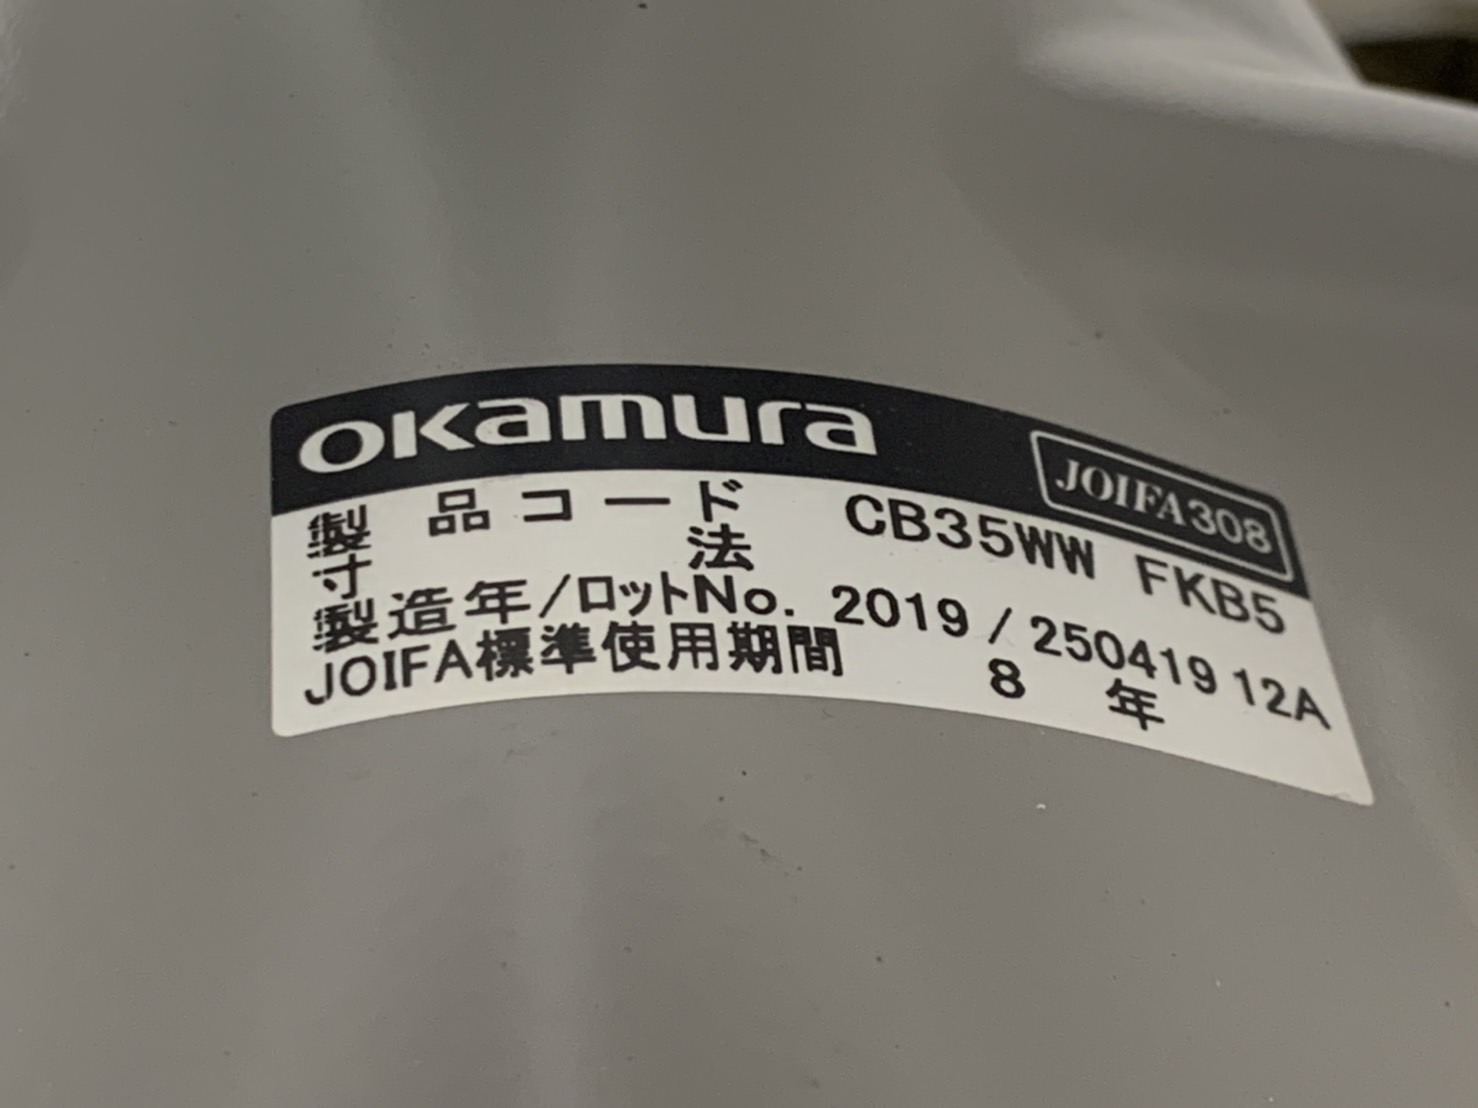 okamura
JOIFA308
製品コード CB35WW FKB5
寸法
製造年/ロットNo. 2019 / 250419 12A
JOIFA標準使用期間 8 年